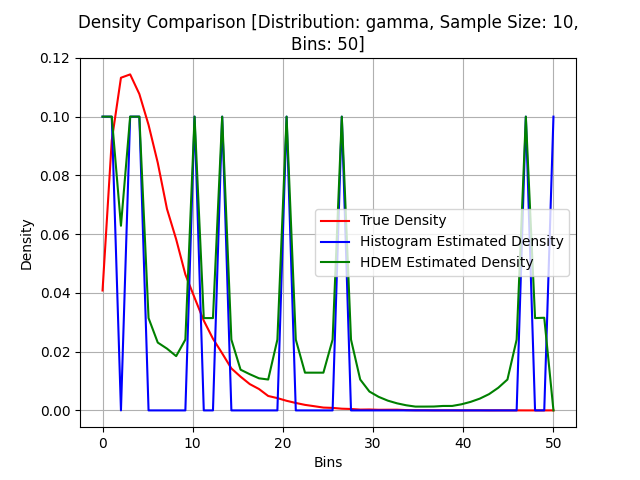 Density Comparison [Distribution: gamma, Sample Size: 10,
Bins: 50]
0.12
0.10
0.08
0.06
0.04
0.02
0.00
Density
True Density
Histogram Estimated Density
HDEM Estimated Density
0 10 20 30 40 50
Bins